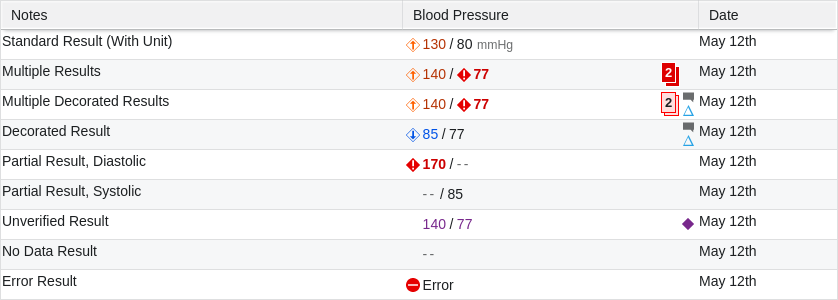 Notes Blood Pressure Date
Standard Result (With Unit) 130 / 80 mmHg May 12th
Multiple Results 140 / 77 2 May 12th
Multiple Decorated Results 140 / 77 2 May 12th
Decorated Result 85 / 77 May 12th
Partial Result, Diastolic 170 / -- May 12th
Partial Result, Systolic -- / 85 May 12th
Unverified Result 140 / 77 May 12th
No Data Result -- May 12th
Error Result Error May 12th